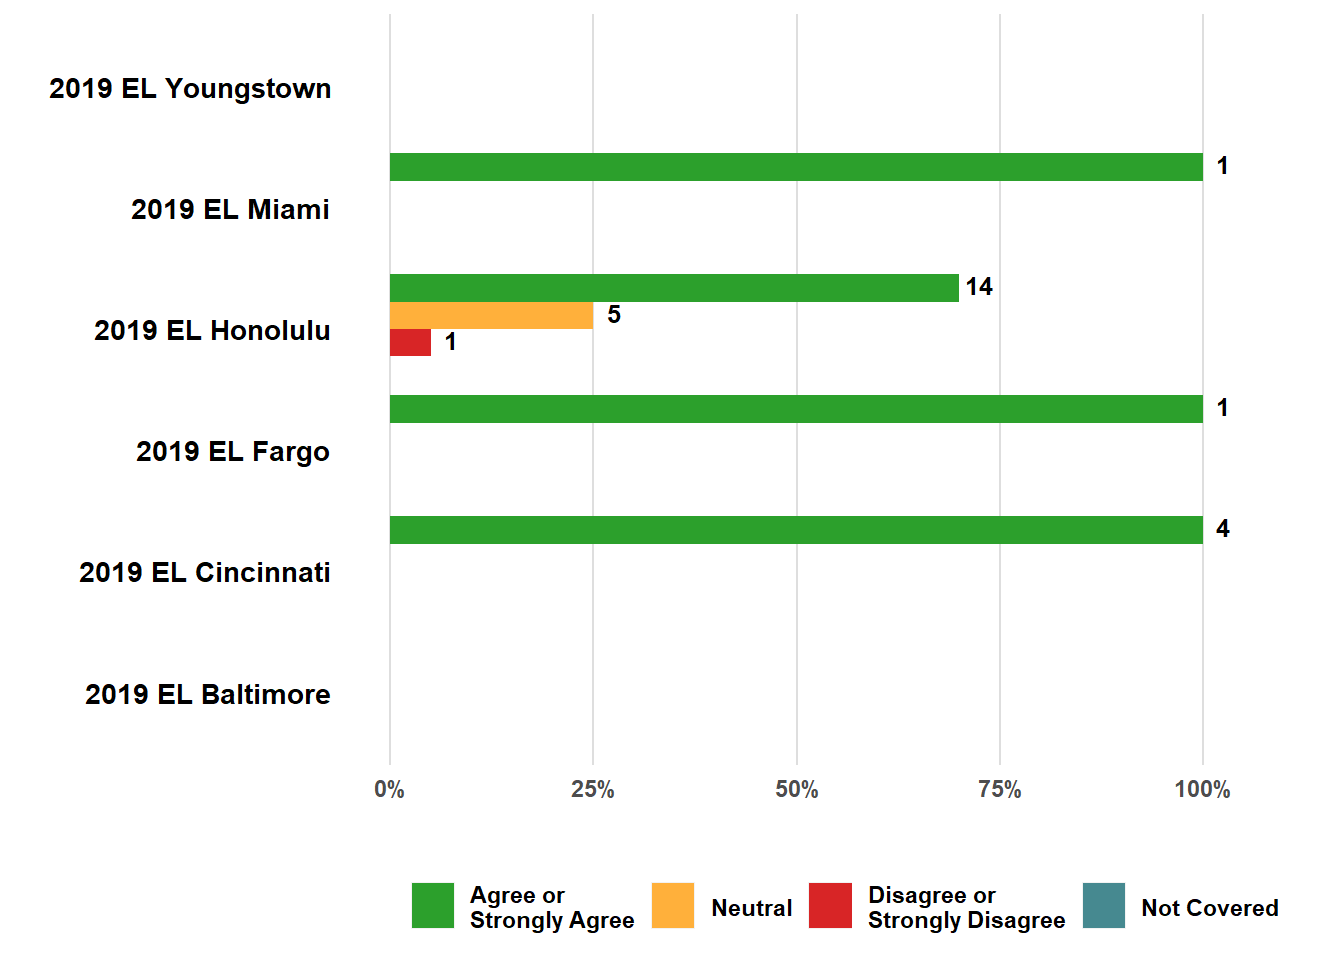 2019 EL Youngstown
1
2019 EL Miami
14
5
2019 EL Honolulu
1
1
2019 EL Fargo
4
2019 EL Cincinnati
2019 EL Baltimore
0% 25% 50% 75% 100%
Agree or
Strongly Agree
Neutral
Disagree or
Strongly Disagree
Not Covered